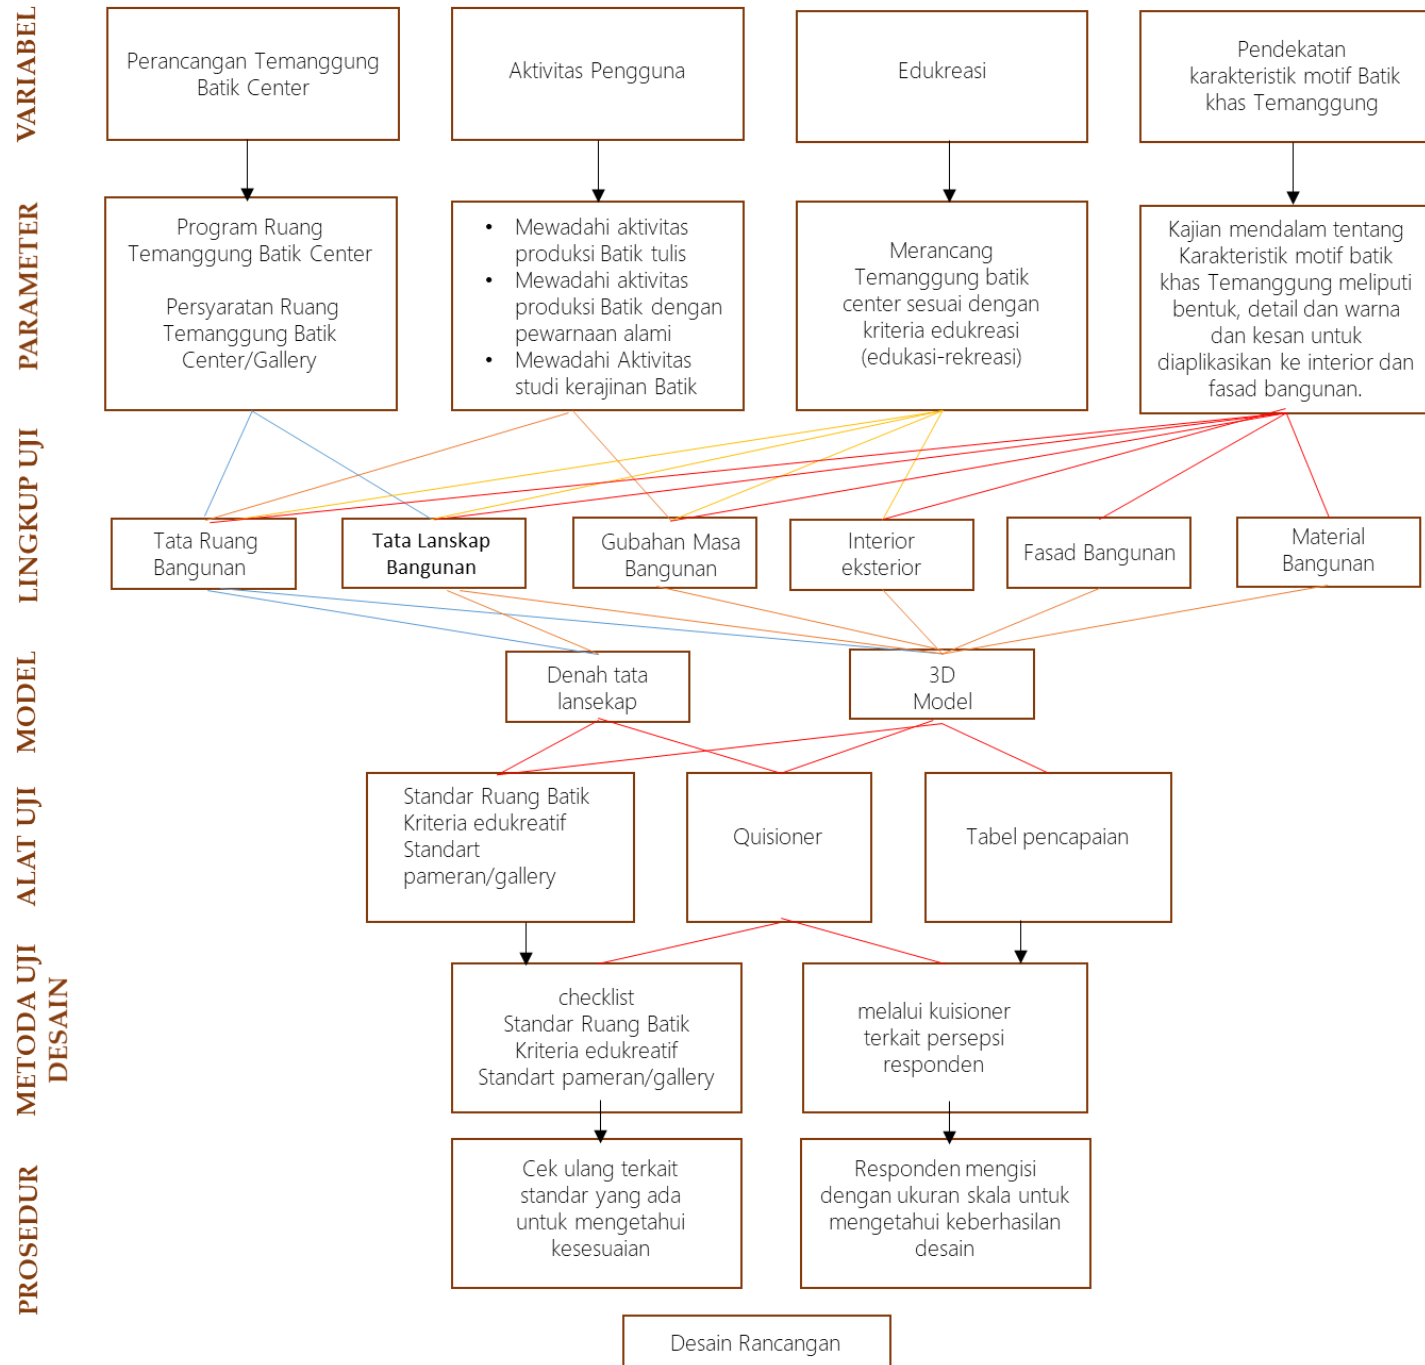 VARIABEL
Perancangan Temanggung
Batik Center
Aktivitas Pengguna
Edukreasi
Pendekatan
karakteristik motif Batik
khas Temanggung
PARAMETER
Program Ruang
Temanggung Batik Center
Persyaratan Ruang
Temanggung Batik
Center/Gallery
• Mewadahi aktivitas
produksi Batik tulis
• Mewadahi aktivitas
produksi Batik dengan
pewarnaan alami
• Mewadahi Aktivitas
studi kerajinan Batik
Merancang
Temanggung batik
center sesuai dengan
kriteria edukreasi
(edukasi-rekreasi)
Kajian mendalam tentang
Karakteristik motif batik
khas Temanggung meliputi
bentuk, detail dan warna
dan kesan untuk
diaplikasikan ke interior dan
fasad bangunan.
LINGKUP UJI
Tata Ruang
Bangunan
Tata Lanskap
Bangunan
Gubahan Masa
Bangunan
Interior
eksterior
Fasad Bangunan
Material
Bangunan
MODEL
Denah tata
lansekap
3D
Model
ALAT UJI
Standar Ruang Batik
Kriteria edukreatif
Standart
pameran/gallery
Quisioner
Tabel pencapaian
METODA UJI
DESAIN
checklist
Standar Ruang Batik
Kriteria edukreatif
Standart pameran/gallery
melalui kuisioner
terkait persepsi
responden
PROSEDUR
Cek ulang terkait
standar yang ada
untuk mengetahui
kesesuaian
Responden mengisi
dengan ukuran skala untuk
mengetahui keberhasilan
desain
Desain Rancangan